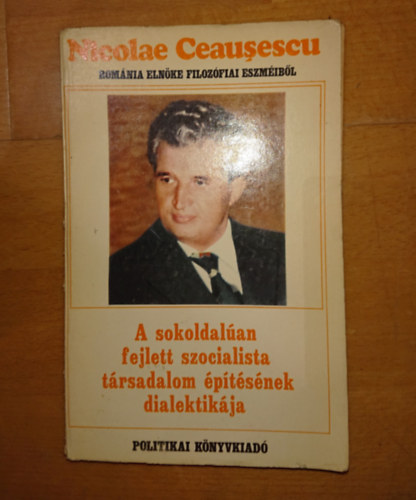 Nicolae Ceaușescu
ROMÁNIA ELNÖKE FILOZÓFIAI ESZMÉIBŐL
A sokoldalúan
fejlett szocialista
társadalom építésének
dialektikája
POLITIKAI KÖNYVKIADÓ